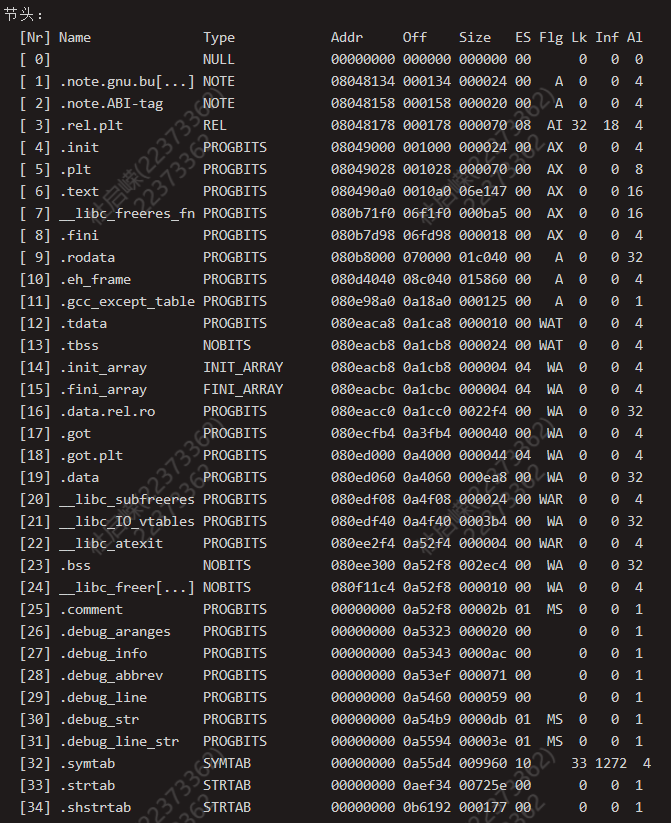 节头：
[Nr] Name Type Addr Off Size ES Flg Lk Inf Al
[ 0] NULL 00000000 000000 000000 00 0 0 0
[ 1] .note.gnu.bu[...] NOTE 08048134 000134 000024 00 A 0 0 4
[ 2] .note.ABI-tag NOTE 08048158 000158 000020 00 A 0 0 4
[ 3] .rel.plt REL 08048178 000178 000070 08 AI 32 18 4
[ 4] .init PROGBITS 08049000 001000 000024 00 AX 0 0 4
[ 5] .plt PROGBITS 08049028 001028 000070 00 AX 0 0 8
[ 6] .text PROGBITS 080490a0 0010a0 06e147 00 AX 0 0 16
[ 7] __libc_freeres_fn PROGBITS 080b71f0 06f1f0 000ba5 00 AX 0 0 16
[ 8] .fini PROGBITS 080b7d98 06fd98 000018 00 AX 0 0 4
[ 9] .rodata PROGBITS 080b8000 070000 01c040 00 A 0 0 32
[10] .eh_frame PROGBITS 080d4040 08c040 015860 00 A 0 0 4
[11] .gcc_except_table PROGBITS 080e98a0 0a18a0 000125 00 A 0 0 1
[12] .tdata PROGBITS 080eaca8 0a1ca8 000010 00 WAT 0 0 4
[13] .tbss NOBITS 080eacb8 0a1cb8 000024 00 WAT 0 0 4
[14] .init_array INIT_ARRAY 080eacb8 0a1cb8 000004 04 WA 0 0 4
[15] .fini_array FINI_ARRAY 080eacbc 0a1cbc 000004 04 WA 0 0 4
[16] .data.rel.ro PROGBITS 080eacc0 0a1cc0 0022f4 00 WA 0 0 32
[17] .got PROGBITS 080ecfb4 0a3fb4 000040 00 WA 0 0 4
[18] .got.plt PROGBITS 080ed000 0a4000 000044 04 WA 0 0 4
[19] .data PROGBITS 080ed060 0a4060 000ea8 00 WA 0 0 32
[20] __libc_subfreeres PROGBITS 080edf08 0a4f08 000024 00 WAR 0 0 4
[21] __libc_IO_vtables PROGBITS 080edf40 0a4f40 0003b4 00 WA 0 0 32
[22] __libc_atexit PROGBITS 080ee2f4 0a52f4 000004 00 WAR 0 0 4
[23] .bss NOBITS 080ee300 0a52f8 002ec4 00 WA 0 0 32
[24] __libc_freer[...] NOBITS 080f11c4 0a52f8 000010 00 WA 0 0 4
[25] .comment PROGBITS 00000000 0a52f8 00002b 01 MS 0 0 1
[26] .debug_aranges PROGBITS 00000000 0a5323 000020 00 0 0 1
[27] .debug_info PROGBITS 00000000 0a5343 0000ac 00 0 0 1
[28] .debug_abbrev PROGBITS 00000000 0a53ef 000071 00 0 0 1
[29] .debug_line PROGBITS 00000000 0a5460 000059 00 0 0 1
[30] .debug_str PROGBITS 00000000 0a54b9 0000db 01 MS 0 0 1
[31] .debug_line_str PROGBITS 00000000 0a5594 00003e 01 MS 0 0 1
[32] .symtab SYMTAB 00000000 0a55d4 009960 10 33 1272 4
[33] .strtab STRTAB 00000000 0aef34 00725e 00 0 0 1
[34] .shstrtab STRTAB 00000000 0b6192 000177 00 0 0 1